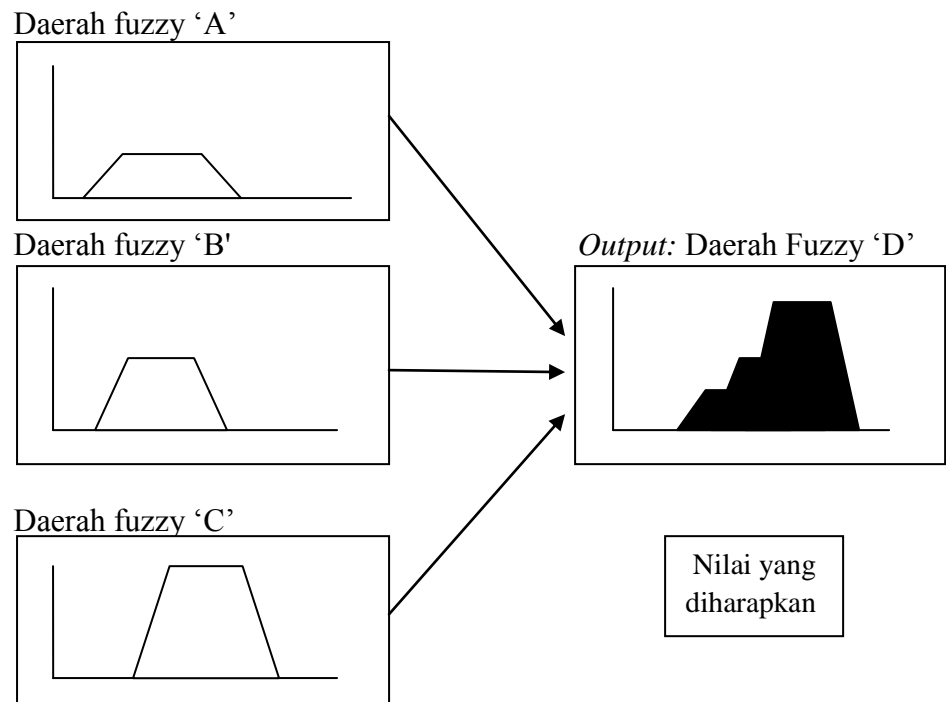 Daerah fuzzy ‘A’
Daerah fuzzy ‘B'
Output: Daerah Fuzzy ‘D’
Daerah fuzzy ‘C’
Nilai yang
diharapkan